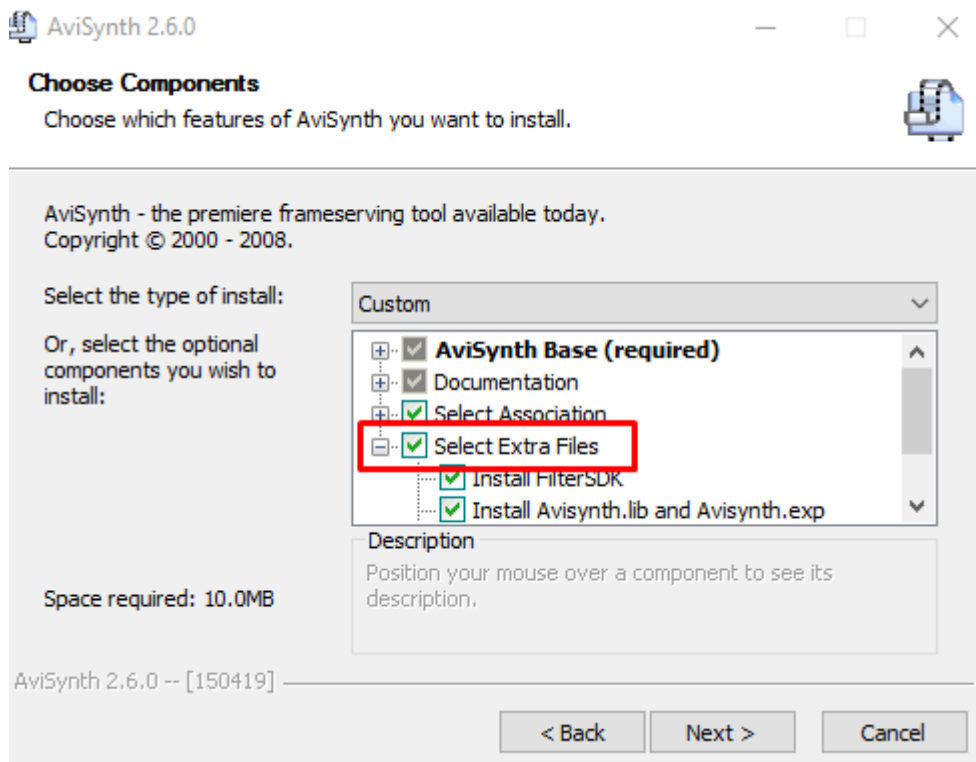 AviSynth 2.6.0
Choose Components
Choose which features of AviSynth you want to install.
AviSynth - the premiere frameserving tool available today.
Copyright © 2000 - 2008.
Select the type of install:
Custom
Or, select the optional
components you wish to
install:
AviSynth Base (required)
Documentation
Select Association
Select Extra Files
Install FilterSDK
Install Avisynth.lib and Avisynth.exp
Description
Position your mouse over a component to see its
description.
Space required: 10.0MB
AviSynth 2.6.0 -- [150419]
< Back
Next >
Cancel